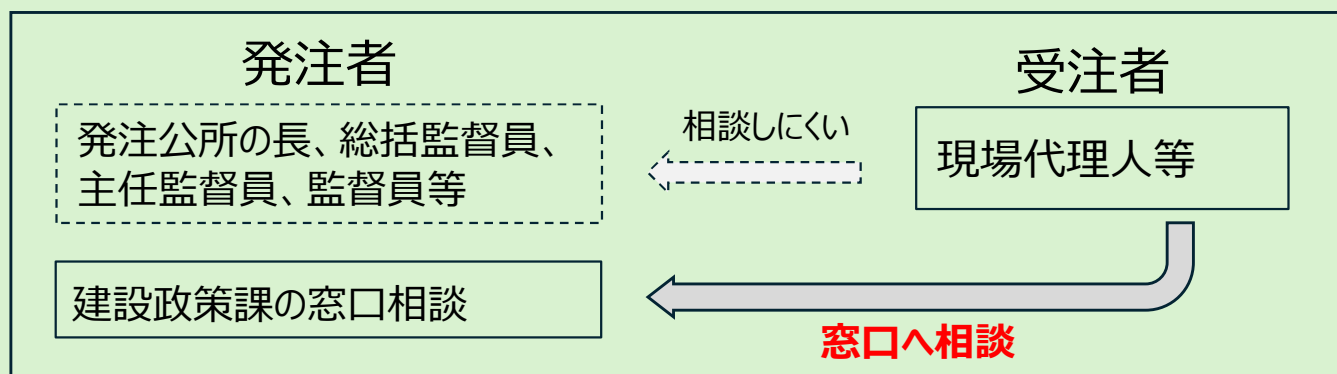 発注者
受注者
発注公所の長、総括監督員、
主任監督員、監督員等
相談しにくい
現場代理人等
建設政策課の窓口相談
窓口へ相談